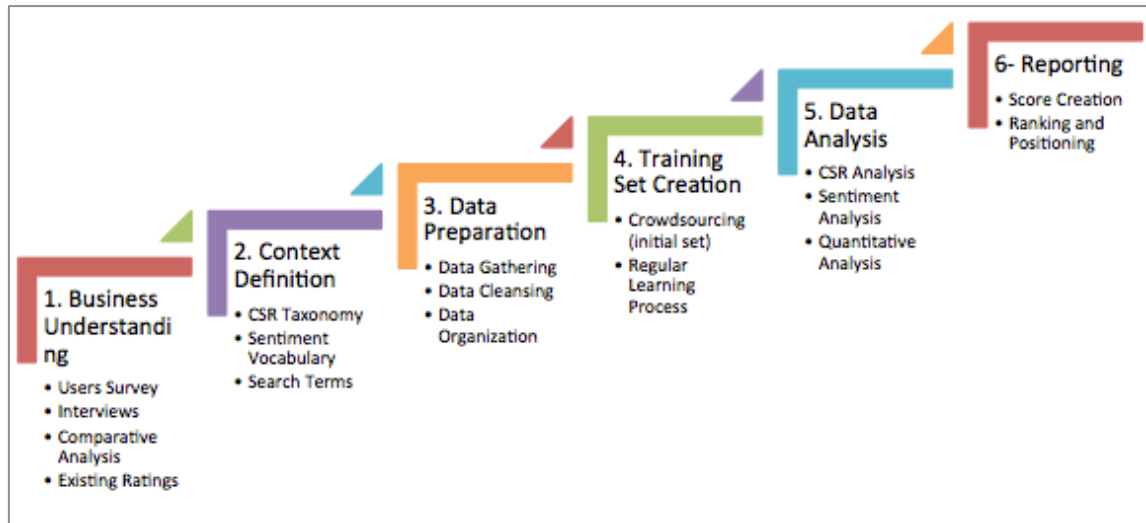 1. Business
Understandi
ng
• Users Survey
• Interviews
• Comparative
Analysis
• Existing Ratings
2. Context
Definition
• CSR Taxonomy
• Sentiment
Vocabulary
• Search Terms
3. Data
Preparation
• Data Gathering
• Data Cleansing
• Data
Organization
4. Training
Set Creation
• Crowdsourcing
(initial set)
• Regular
Learning
Process
5. Data
Analysis
• CSR Analysis
• Sentiment
Analysis
• Quantitative
Analysis
6- Reporting
• Score Creation
• Ranking and
Positioning